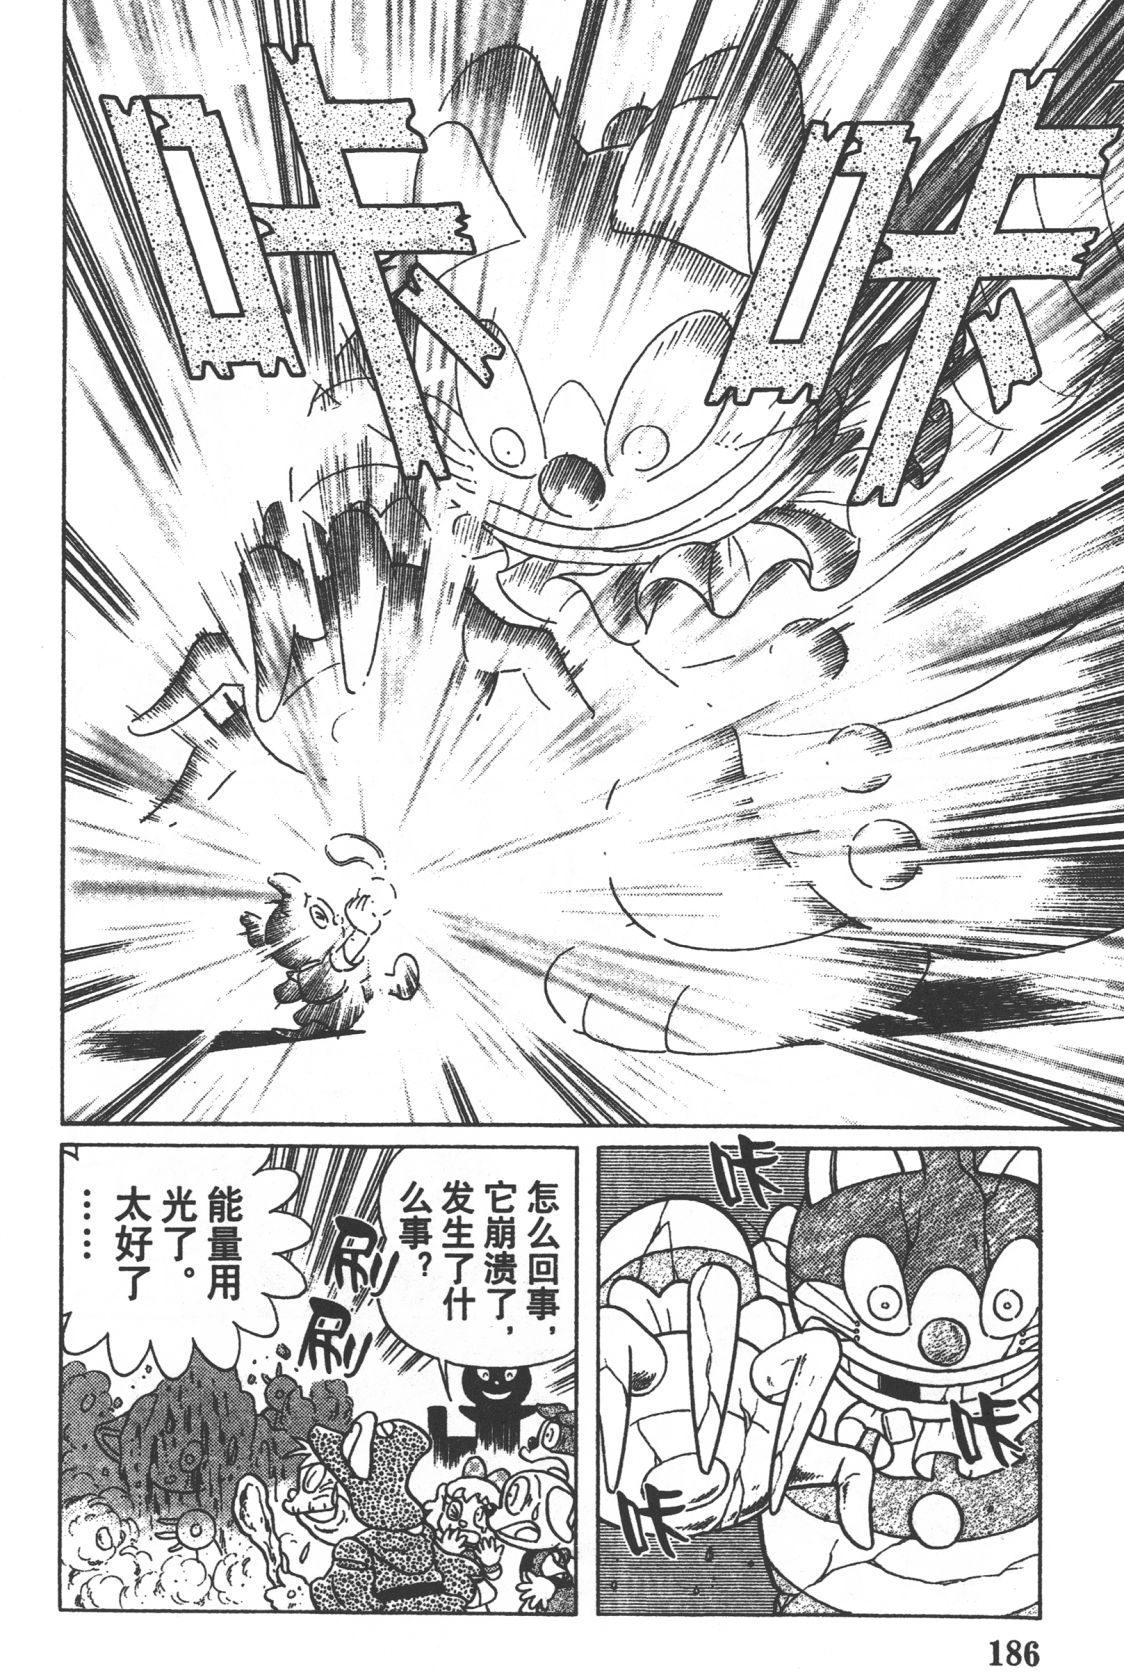 咔
咔
咔
咔
咔
怎么回事，
它崩溃了，
发生了什
么事？
刷
刷
能量用
光了。
太好了
……
186